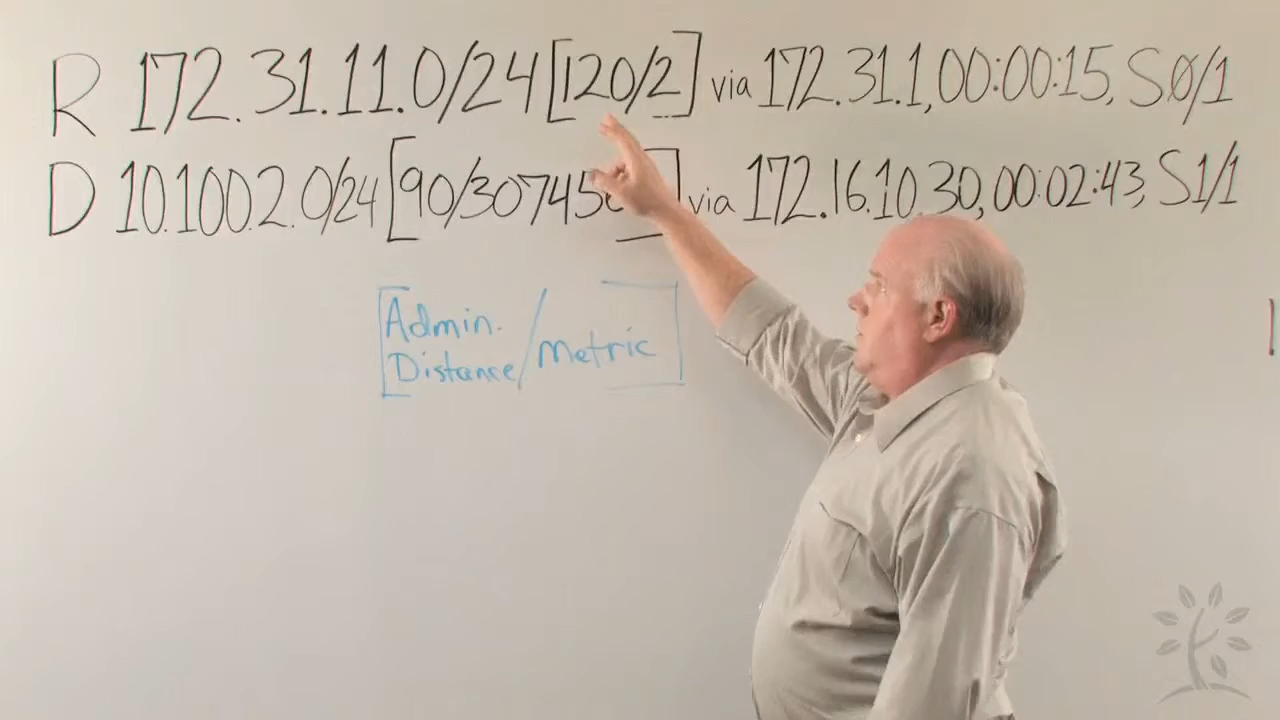 R 172.31.11.0/24 [120/2] via 172.31.1,00:00:15, S0/1
D 10.100.2.0/24 [90/30745 ] via 172.16.10.30,00:02:43, S1/1
[Admin. Distance/Metric]